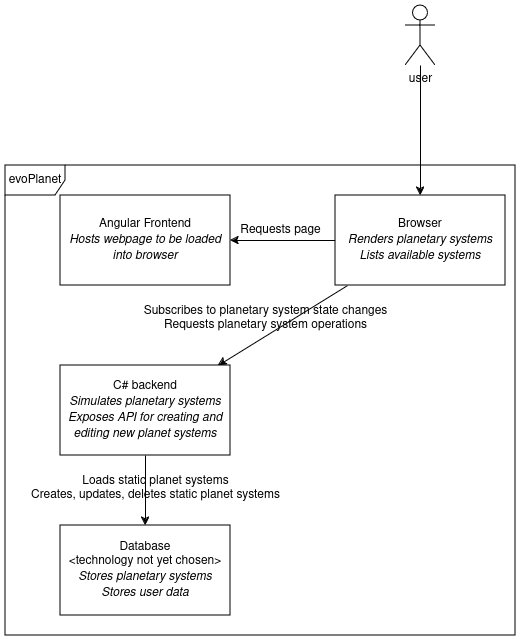 user
evoPlanet
Angular Frontend
Hosts webpage to be loaded
into browser
Requests page
Browser
Renders planetary systems
Lists available systems
Subscribes to planetary system state changes
Requests planetary system operations
C# backend
Simulates planetary systems
Exposes API for creating and
editing new planet systems
Loads static planet systems
Creates, updates, deletes static planet systems
Database
<technology not yet chosen>
Stores planetary systems
Stores user data